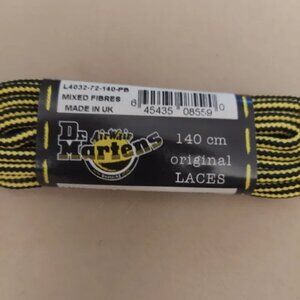 L4032-72-140-PB
MIXED FIBRES
MADE IN UK
6 45435 08559 0
Dr. AirWair
Martens
140 cm
original
LACES